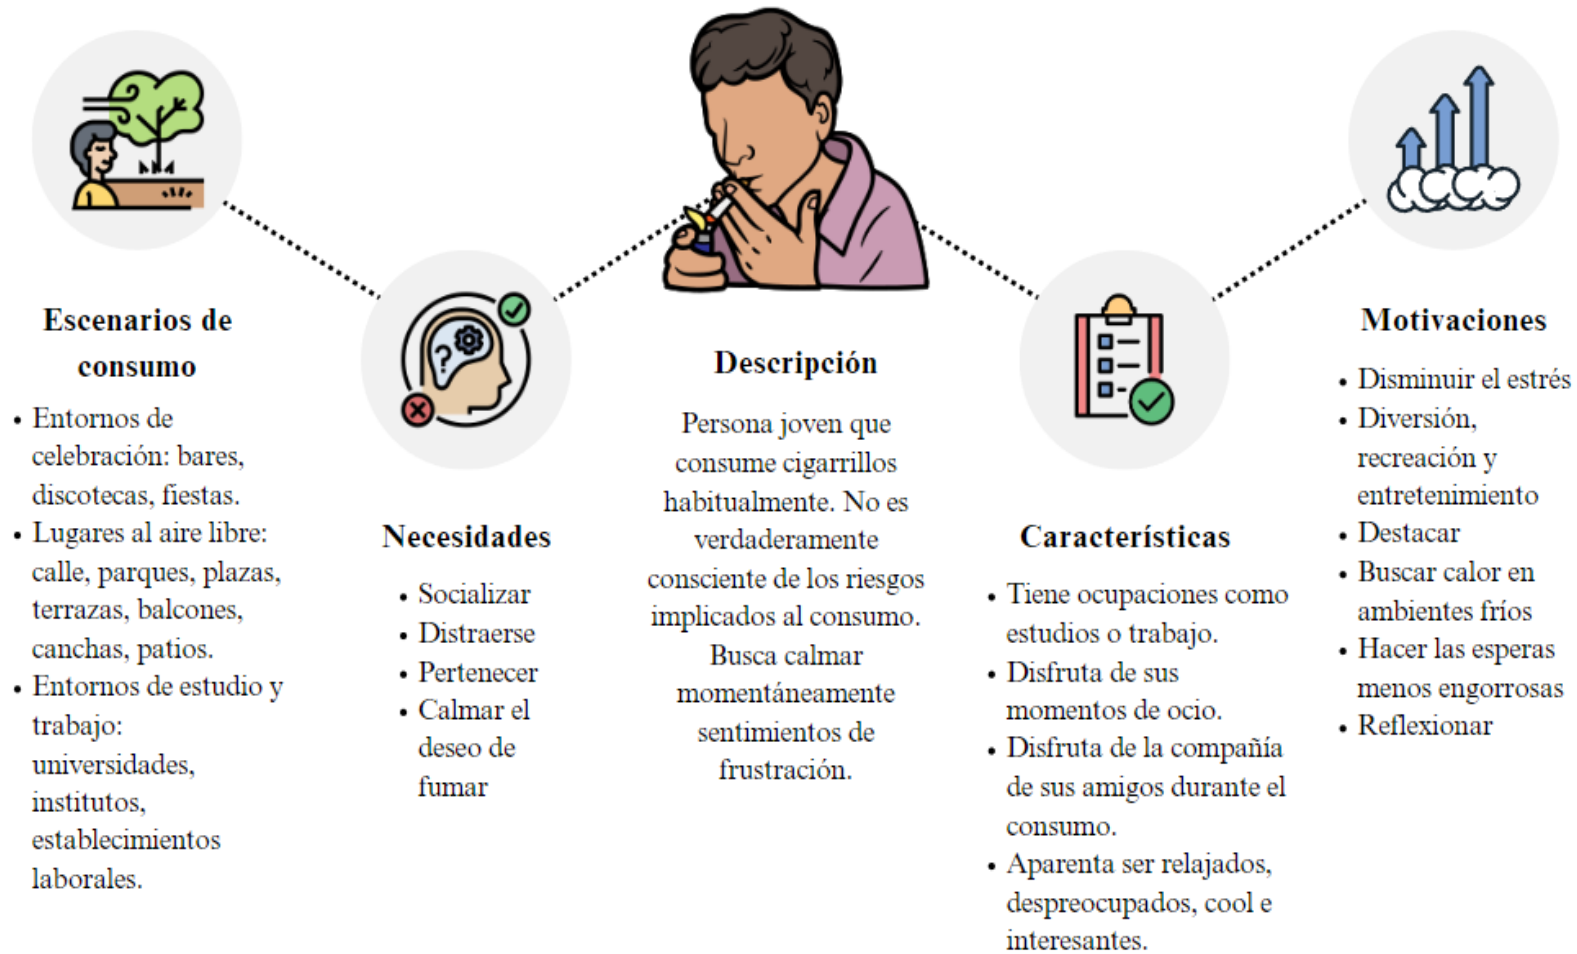 Escenarios de
consumo
• Entornos de
celebración: bares,
discotecas, fiestas.
• Lugares al aire libre:
calle, parques, plazas,
terrazas, balcones,
canchas, patios.
• Entornos de estudio y
trabajo:
universidades,
institutos,
establecimientos
laborales.
Necesidades
• Socializar
• Distraerse
• Pertenecer
• Calmar el
deseo de
fumar
Descripción
Persona joven que
consume cigarrillos
habitualmente. No es
verdaderamente
consciente de los riesgos
implicados al consumo.
Busca calmar
momentáneamente
sentimientos de
frustración.
Características
• Tiene ocupaciones como
estudios o trabajo.
• Disfruta de sus
momentos de ocio.
• Disfruta de la compañía
de sus amigos durante el
consumo.
• Aparenta ser relajados,
despreocupados, cool e
interesantes.
Motivaciones
• Disminuir el estrés
• Diversión,
recreación y
entretenimiento
• Destacar
• Buscar calor en
ambientes fríos
• Hacer las esperas
menos engorrosas
• Reflexionar